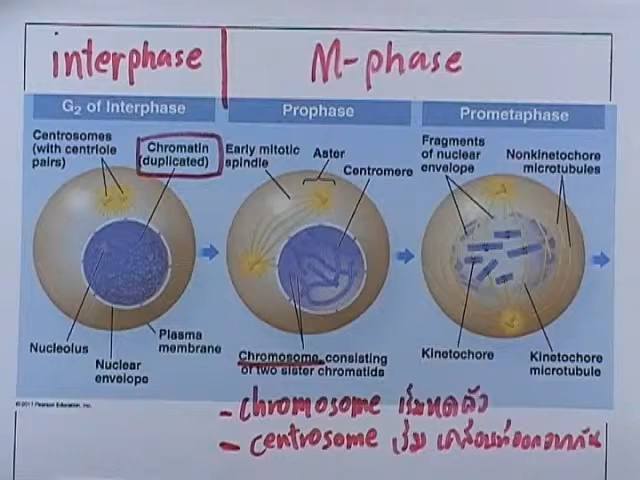 interphase
M-phase
G2 of Interphase
Prophase
Prometaphase
Centrosomes
(with centriole
pairs)
Chromatin
(duplicated)
Early mitotic
spindle
Aster
Centromere
Fragments
of nuclear
envelope
Nonkinetochore
microtubules
Nucleolus
Nuclear
envelope
Plasma
membrane
Chromosome, consisting
of two sister chromatids
Kinetochore
Kinetochore
microtubule
©2011 Pearson Education, Inc.
- chromosome เริ่มหดตัว
- centrosome เริ่ม เคลื่อนที่ออกจากกัน